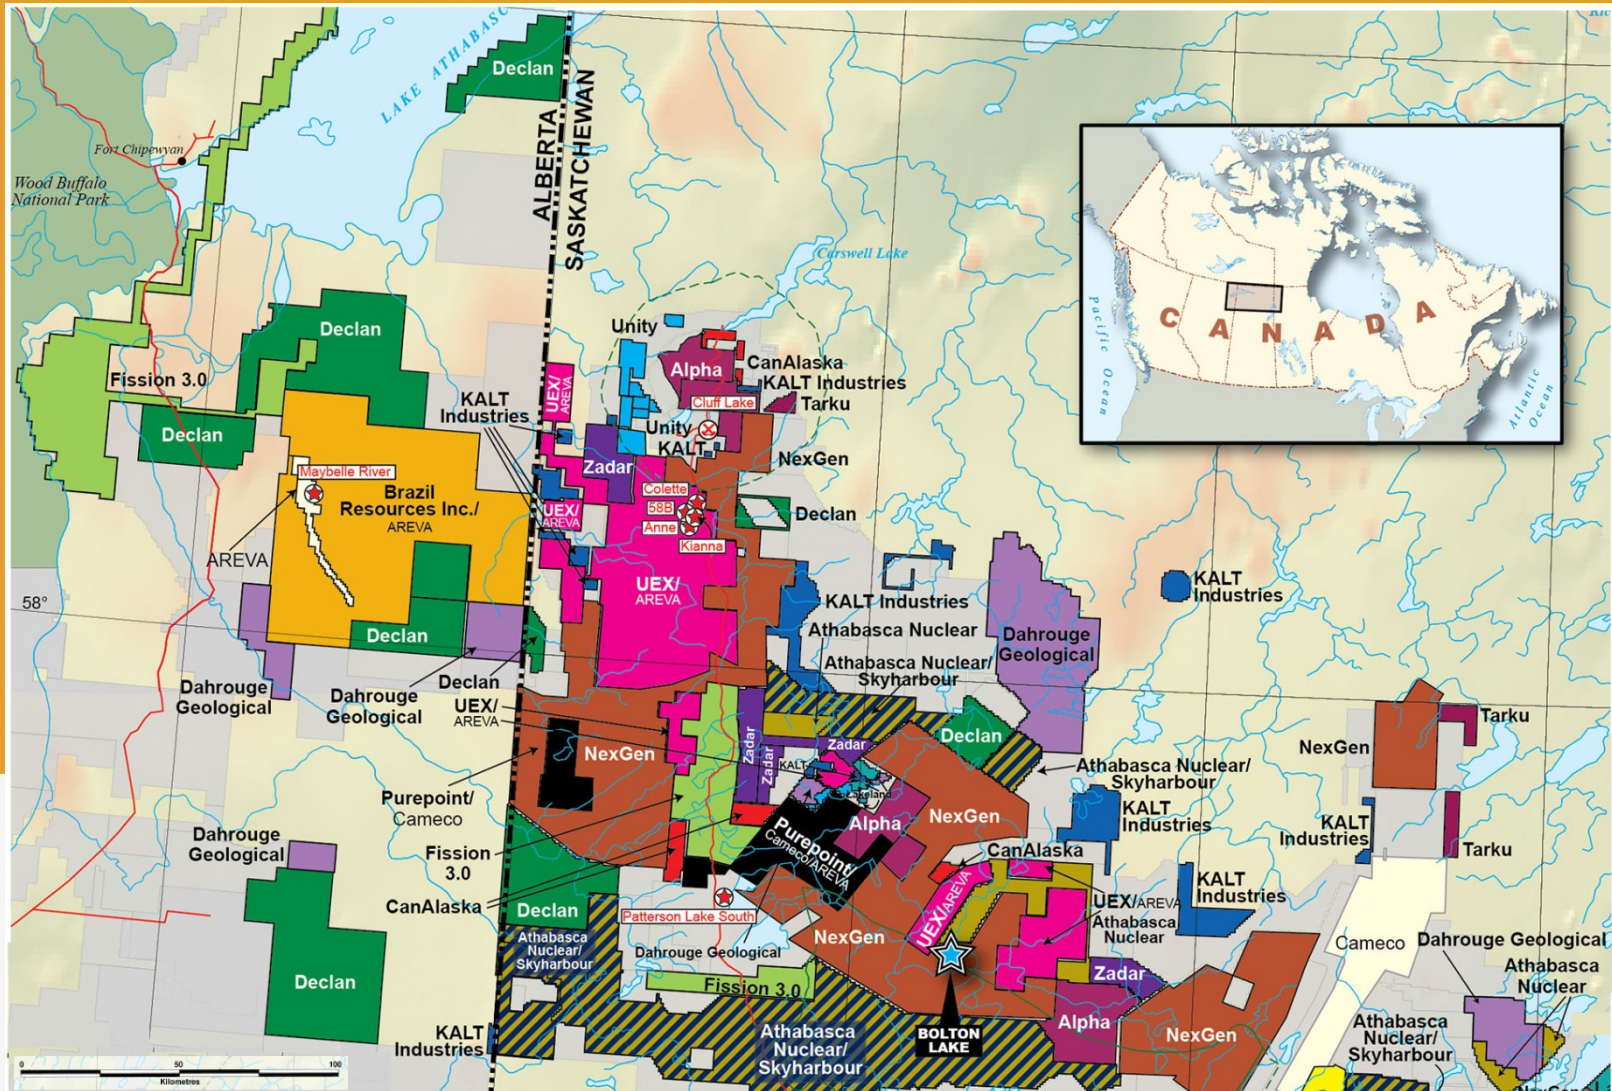 Declan
LAKE ATHABASC
ALBERTA
SASKATCHEWAN
Fort Chipewyan
Wood Buffalo
National Park
Carswell Lake
Pacific Ocean
CANADA
Atlantic
Ocean
Declan
Fission 3.0
Declan
Unity
Alpha
CanAlaska
KALT Industries
Tarku
Cluff Lake
UEX/
AREVA
KALT
Industries
Unity
KALT
NexGen
Zadar
Maybelle River
Brazil
Resources Inc./
AREVA
AREVA
Colette
58B
Anne
Kianna
Declan
UEX/
AREVA
UEX/
AREVA
58°
KALT Industries
KALT
Industries
Athabasca Nuclear
Athabasca Nuclear/
Skyharbour
Dahrouge
Geological
Declan
Dahrouge
Geological
Dahrouge
Geological
Declan
UEX/
AREVA
NexGen
Zadar
Zadar
Zadar
KALT
Lakeland
Declan
Athabasca Nuclear/
Skyharbour
NexGen
Tarku
Purepoint/
Cameco
Purepoint/
Cameco/AREVA
Alpha
NexGen
KALT
Industries
KALT
Industries
Tarku
Dahrouge
Geological
Fission
3.0
CanAlaska
CanAlaska
UEX/AREVA
UEX/AREVA
Athabasca
Nuclear
KALT
Industries
Declan
Athabasca
Nuclear/
Skyharbour
Patterson Lake South
Dahrouge Geological
NexGen
Fission 3.0
Zadar
Cameco
Dahrouge Geological
Athabasca
Nuclear
Declan
KALT
Industries
Athabasca
Nuclear/
Skyharbour
BOLTON
LAKE
Alpha
NexGen
Athabasca
Nuclear/
Skyharbour
0 50 100
Kilometres